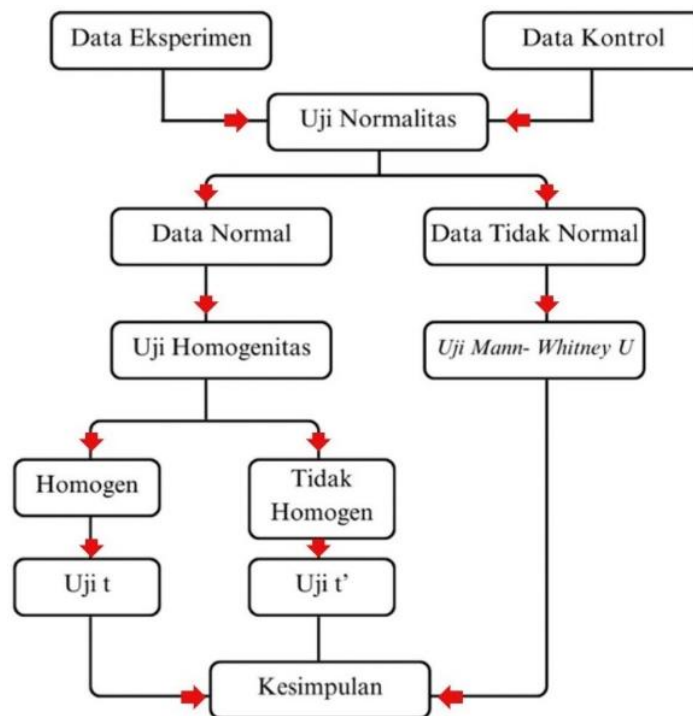 Data Eksperimen
Data Kontrol
Uji Normalitas
Data Normal
Data Tidak Normal
Uji Homogenitas
Uji Mann- Whitney U
Homogen
Tidak
Homogen
Uji t
Uji t’
Kesimpulan